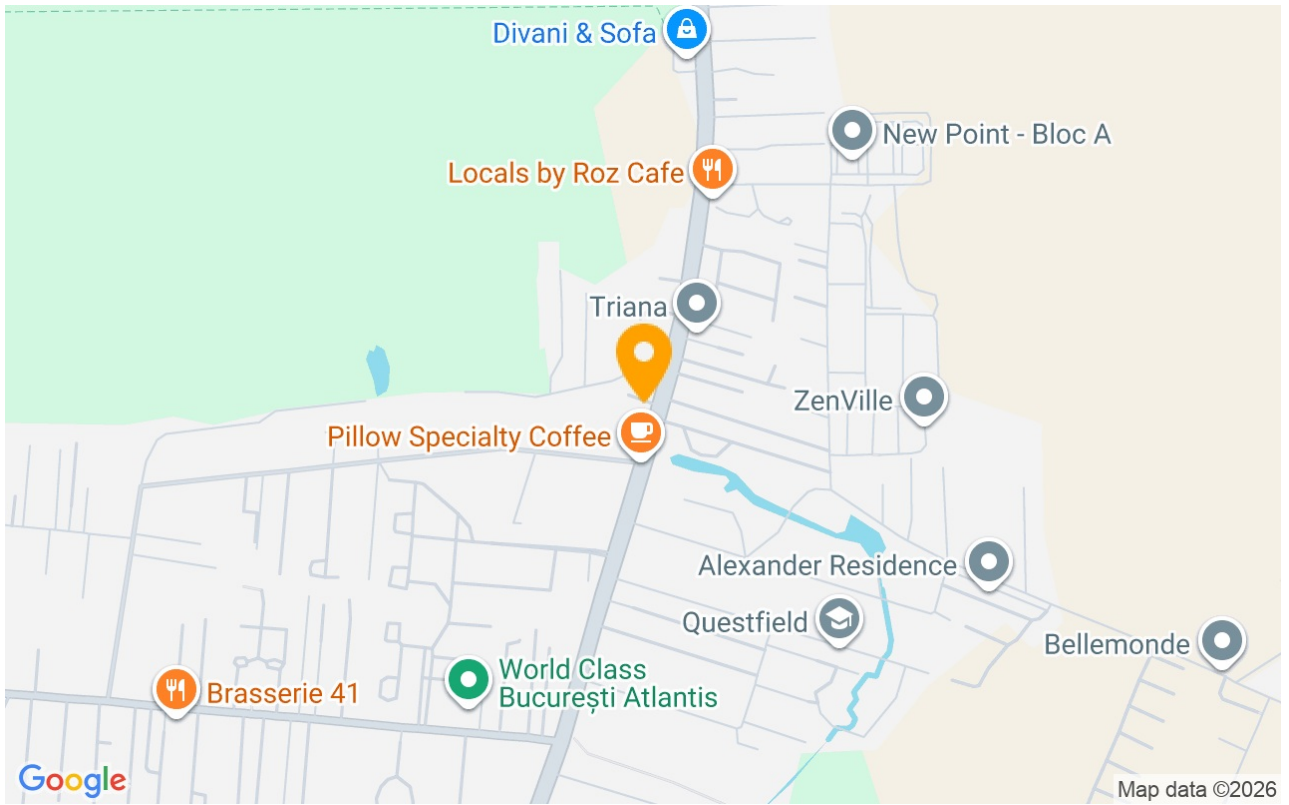 Divani & Sofa
New Point - Bloc A
Locals by Roz Cafe
Triana
ZenVille
Pillow Specialty Coffee
Alexander Residence
Questfield
Bellemonde
World Class
București Atlantis
Brasserie 41
Google
Map data ©2026